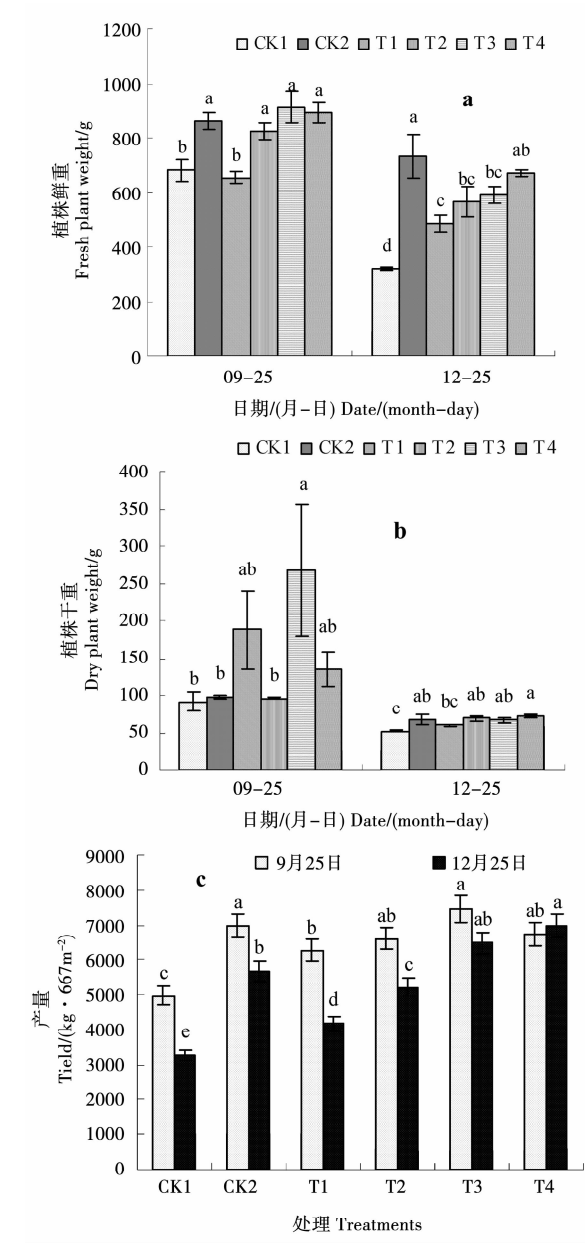 1200
CK1 CK2 T1 T2 T3 T4
1000
800
600
400
200
0
a
b a b a a a
d a c bc bc ab
植株鲜重/g
Fresh plant weight/g
09-25 12-25
日期/(月-日) Date/(month-day)
CK1 CK2 T1 T2 T3 T4
400
350
300
250
200
150
100
50
0
b
b b ab b a ab
c ab bc ab ab a
植株干重/g
Dry plant weight/g
09-25 12-25
日期/(月-日) Date/(month-day)
9000
8000
7000
6000
5000
4000
3000
2000
1000
0
c
9月25日 12月25日
c e a b b d ab c a ab ab a
产量
Tield/(kg·667m⁻²)
CK1 CK2 T1 T2 T3 T4
处理 Treatments